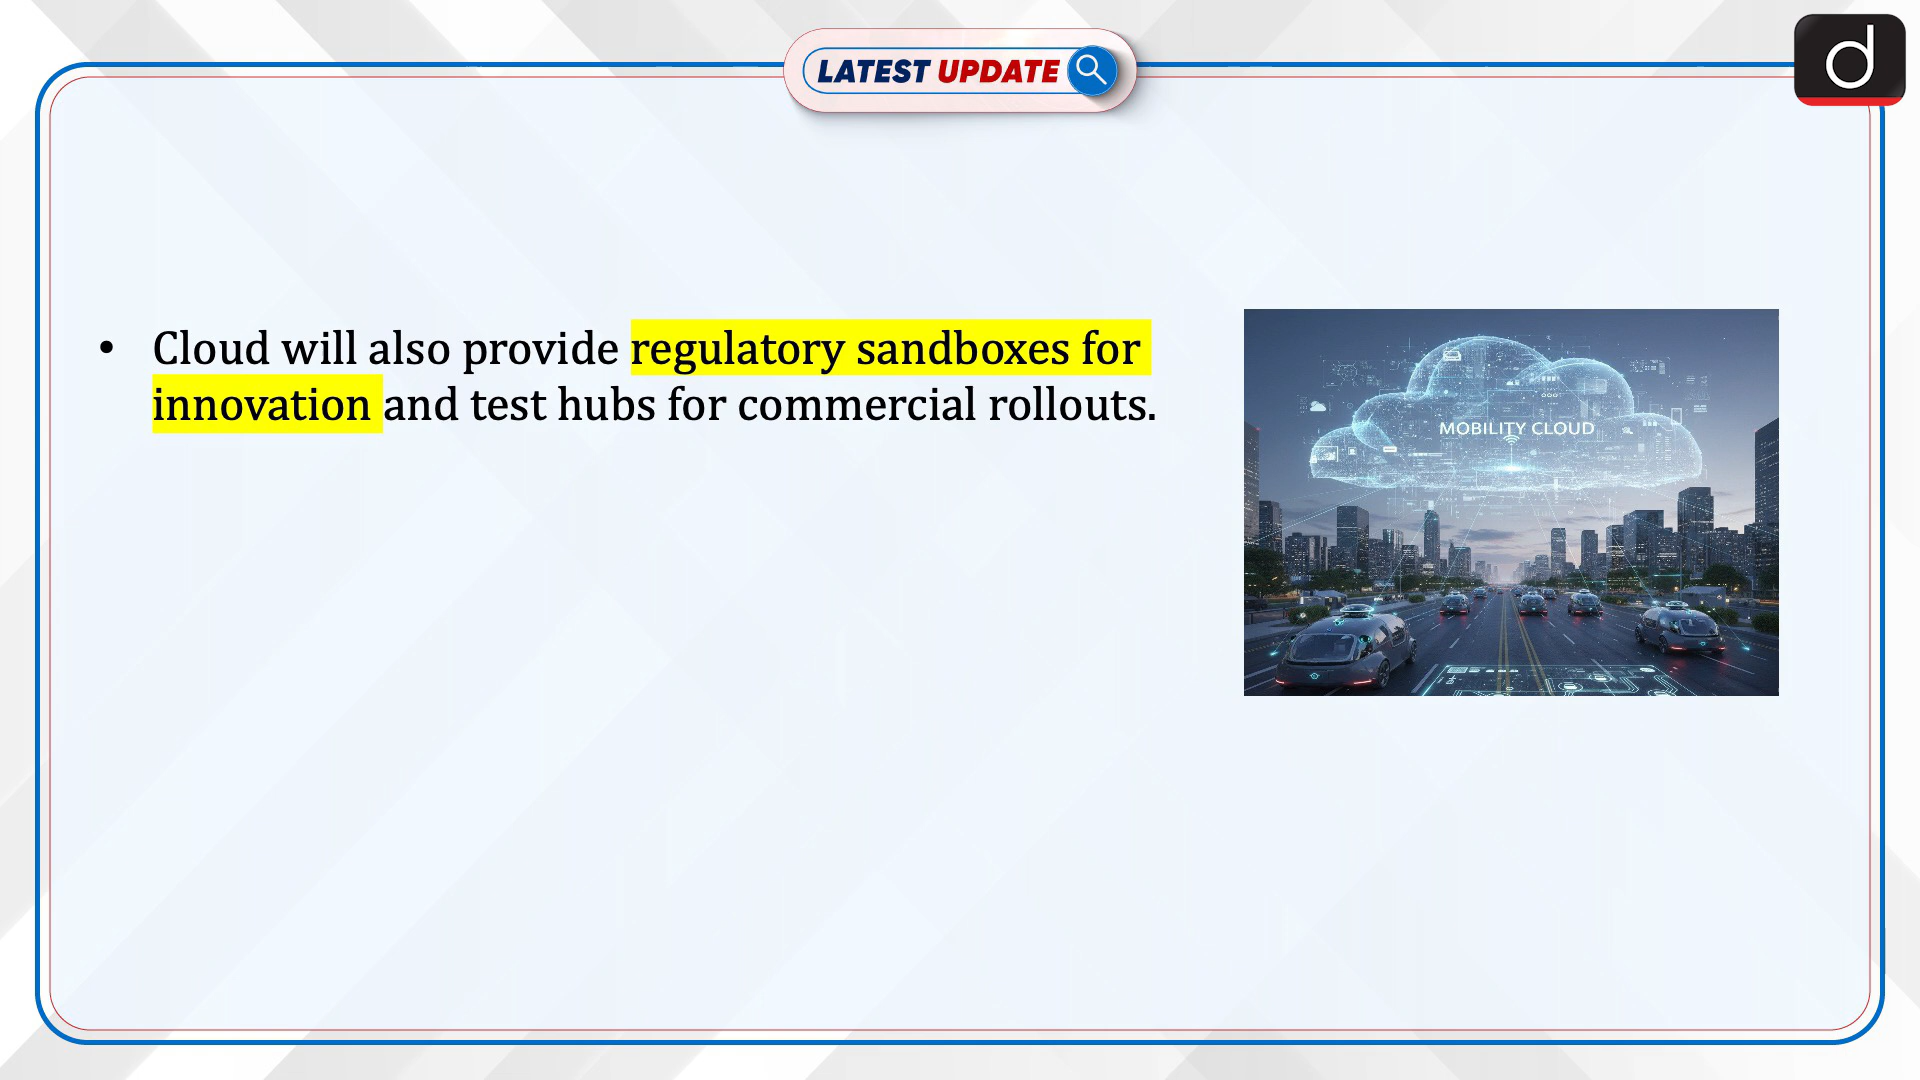 LATEST UPDATE
d
• Cloud will also provide regulatory sandboxes for
innovation and test hubs for commercial rollouts.
MOBILITY CLOUD